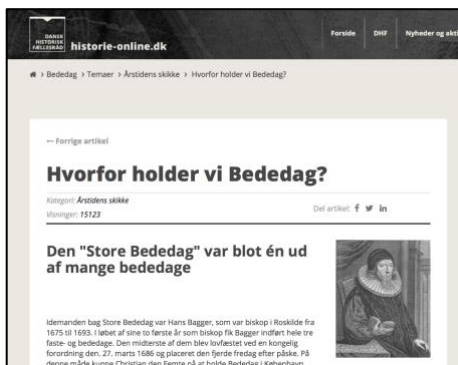 DANSK
HISTORISK
FÆLLESRÅD
historie-online.dk
Forside DHF Nyheder og akti
> Bededag > Temaer > Årstidens skikke > Hvorfor holder vi Bededag?
← Forrige artikel
Hvorfor holder vi Bededag?
Kategori: Årstidens skikke
Visninger: 15123
Del artikel:
Den "Store Bededag" var blot én ud
af mange bededage
Idemanden bag Store Bededag var Hans Bagger, som var biskop i Roskilde fra
1675 til 1693. I løbet af sine to første år som biskop fik Bagger indført hele tre
faste- og bededage. Den midterste af dem blev lovfæstet ved en kongelig
forordning den. 27. marts 1686 og placeret den fjerde fredag efter påske. På
denne måde kunne Christian den Femte nå at holde Bededag i København